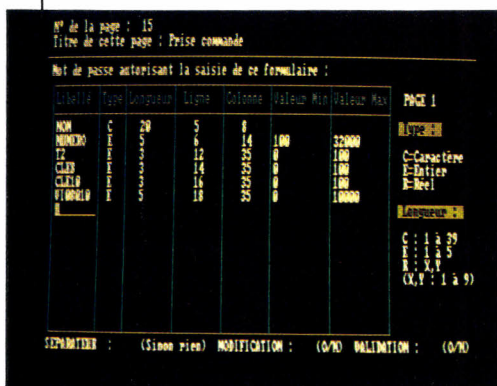 N° de la page : 15
Titre de cette page : Prise commande
Mot de passe autorisant la saisie de ce formulaire :
Libellé Type Longueur Ligne Colonne Valeur Min Valeur Max PAGE 1
NOM C 20 5 8
NUMERO E 5 6 14 100 32000
T2 E 3 12 35 0 100
CLE8 E 3 14 35 0 100
CLE10 E 3 16 35 0 100
E 5 18 35 0 10000
Type :
C=Caractère
E=Entier
R=Réel
Longueur :
C : 1 à 39
E : 1 à 5
R : X,Y
(X,Y : 1 à 9)
SEPARATEUR : (Sinon rien) MODIFICATION : (O/N) VALIDATION : (O/N)